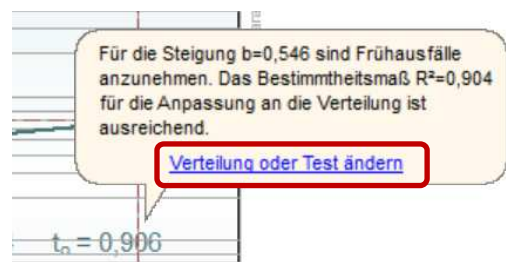 Für die Steigung b=0,546 sind Frühausfälle
anzunehmen. Das Bestimmtheitsmaß R²=0,904
für die Anpassung an die Verteilung ist
ausreichend.
Verteilung oder Test ändern
t₀ = 0,906